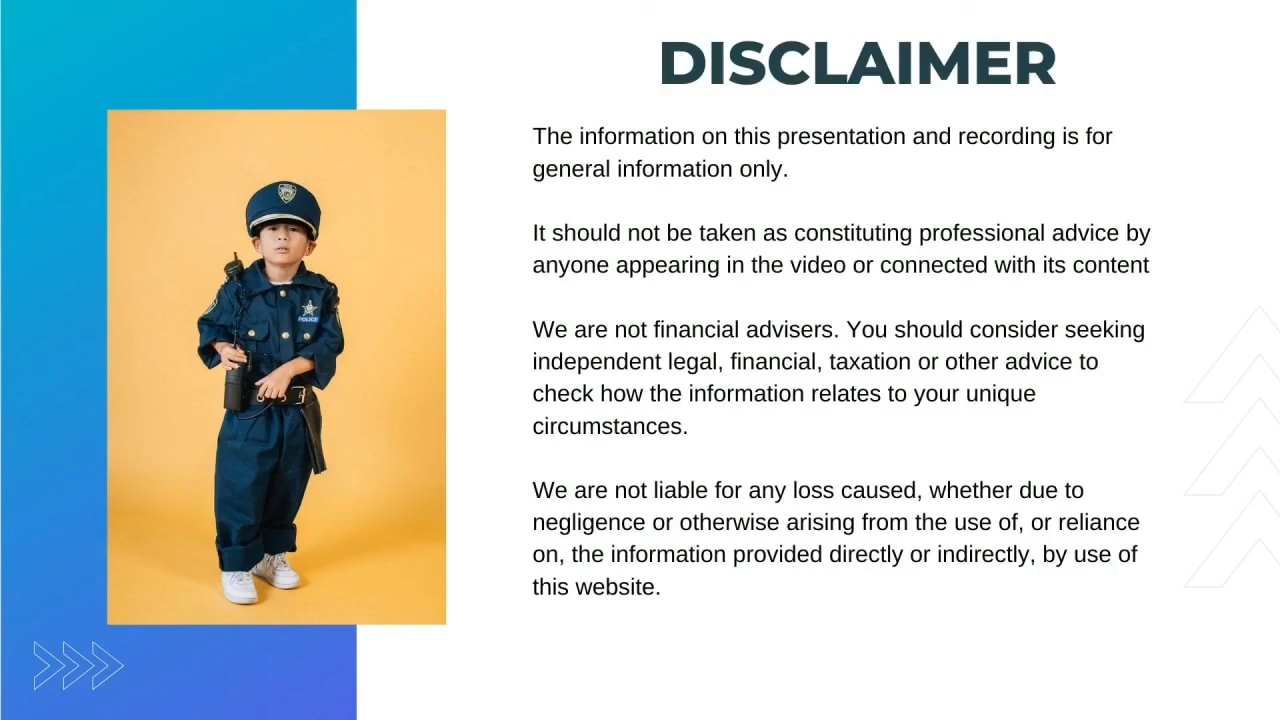 DISCLAIMER
The information on this presentation and recording is for
general information only.
It should not be taken as constituting professional advice by
anyone appearing in the video or connected with its content
We are not financial advisers. You should consider seeking
independent legal, financial, taxation or other advice to
check how the information relates to your unique
circumstances.
We are not liable for any loss caused, whether due to
negligence or otherwise arising from the use of, or reliance
on, the information provided directly or indirectly, by use of
this website.
POLICE